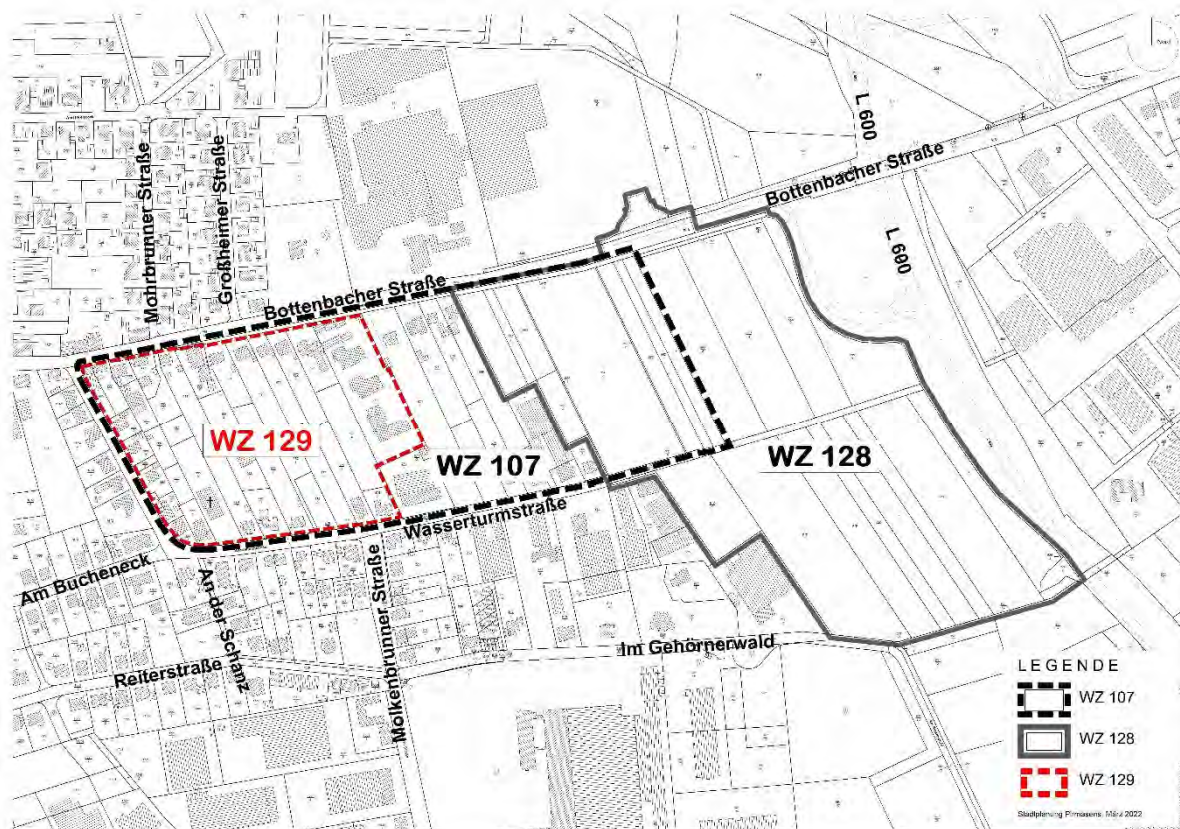 L 600
Bottenbacher Straße
Mohrbrunner Straße
Großheimer Straße
L 600
Bottenbacher Straße
WZ 129
WZ 107
WZ 128
Wasserturmstraße
Am Bucheneck
An der Schanz
Molkenbrunner Straße
Reiterstraße
Im Gehörnerwald
LEGENDE
WZ 107
WZ 128
WZ 129
Stadtplanung Pirmasens, März 2022